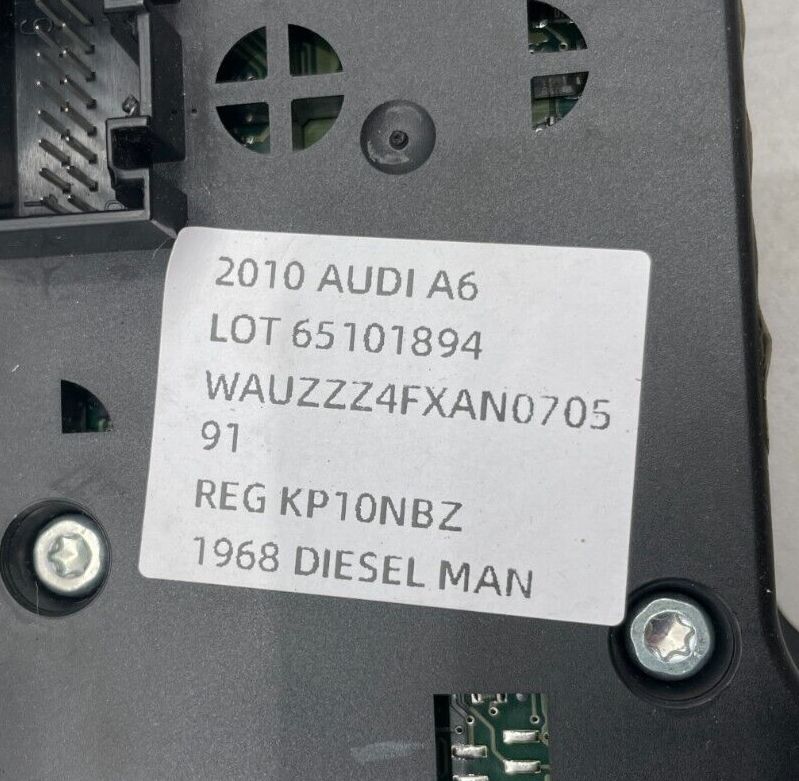 2010 AUDI A6
LOT 65101894
WAUZZZ4FXAN0705
91
REG KP10NBZ
1968 DIESEL MAN